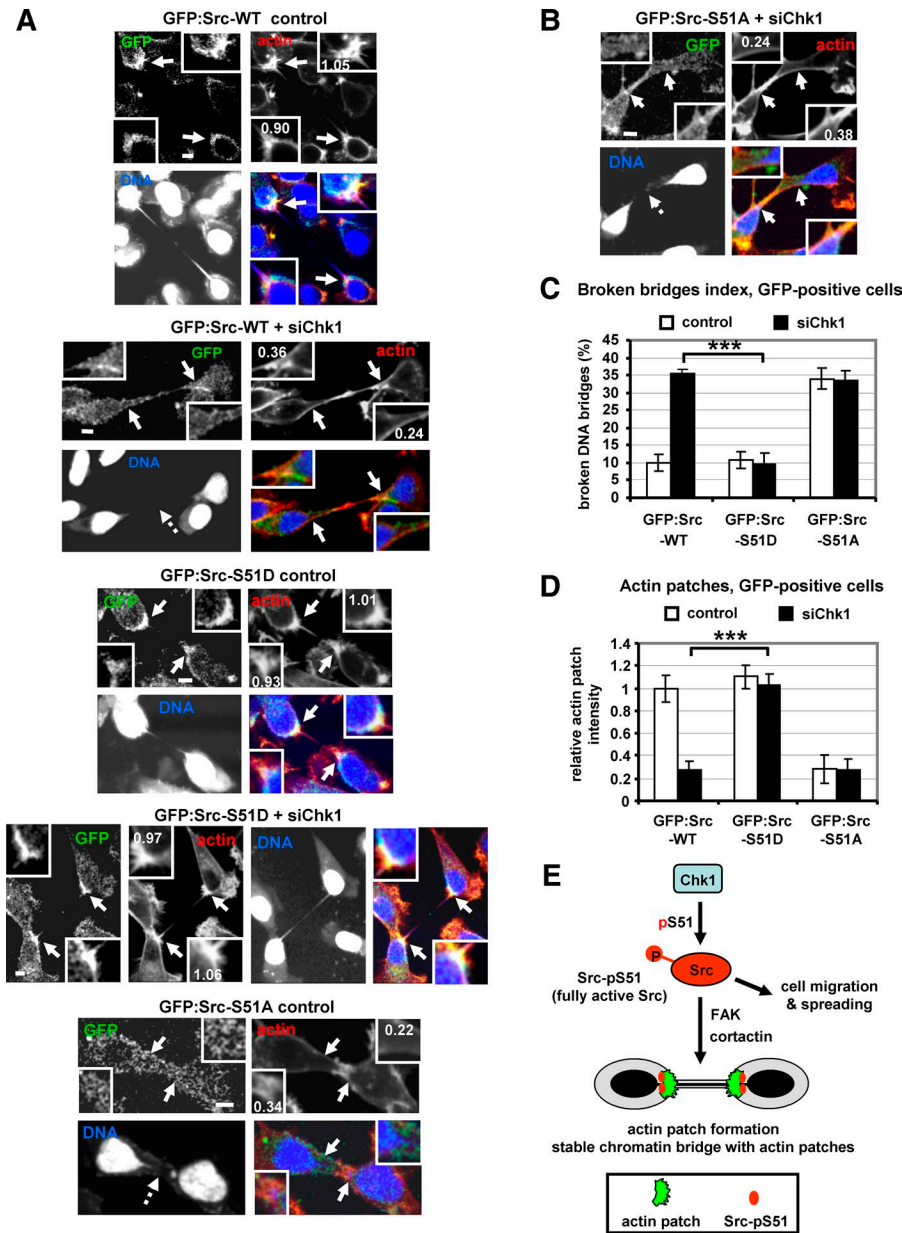 A
GFP:Src-WT control
GFP
actin
1.05
0.90
DNA
GFP:Src-WT + siChk1
GFP
0.36
actin
0.24
DNA
GFP:Src-S51D control
GFP
actin
1.01
0.93
DNA
GFP:Src-S51D + siChk1
GFP
0.97
actin
DNA
1.06
GFP:Src-S51A control
GFP
actin
0.22
0.34
DNA
B
GFP:Src-S51A + siChk1
GFP
0.24
actin
0.38
DNA
C
Broken bridges index, GFP-positive cells
control
siChk1
broken DNA bridges (%)
45
40
35
30
25
20
15
10
5
0
***
GFP:Src
-WT
GFP:Src
-S51D
GFP:Src
-S51A
D
Actin patches, GFP-positive cells
control
siChk1
relative actin patch
intensity
1.4
1.2
1
0.8
0.6
0.4
0.2
0
***
GFP:Src
-WT
GFP:Src
-S51D
GFP:Src
-S51A
E
Chk1
pS51
P
Src
Src-pS51
(fully active Src)
cell migration
& spreading
FAK
cortactin
actin patch formation
stable chromatin bridge with actin patches
actin patch
Src-pS51